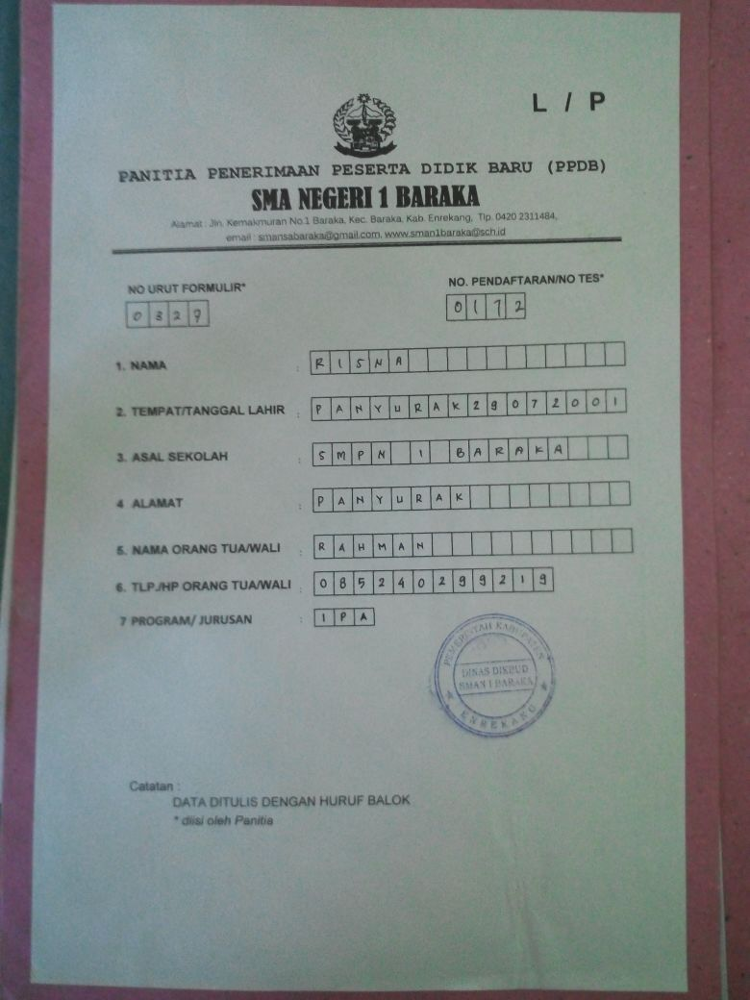 L / P
PANITIA PENERIMAAN PESERTA DIDIK BARU (PPDB)
SMA NEGERI 1 BARAKA
Alamat : Jln. Kemakmuran No.1 Baraka, Kec. Baraka, Kab. Enrekang, Tlp. 0420 2311484,
email : smansabaraka@gmail.com, www.sman1baraka@sch.id
NO URUT FORMULIR* NO. PENDAFTARAN/NO TES*
0327 0172
1. NAMA : RISNA
2. TEMPAT/TANGGAL LAHIR : PANYURAK29072001
3. ASAL SEKOLAH : SMPN 1 BARAKA
4 ALAMAT : PANYURAK
5. NAMA ORANG TUA/WALI : RAHMAN
6. TLP./HP ORANG TUA/WALI : 085240299219
7 PROGRAM/ JURUSAN : IPA
PEMERINTAH KABUPATEN
DINAS DIKBUD
SMAN 1 BARAKA
ENREKANG
Catatan :
DATA DITULIS DENGAN HURUF BALOK
* diisi oleh Panitia